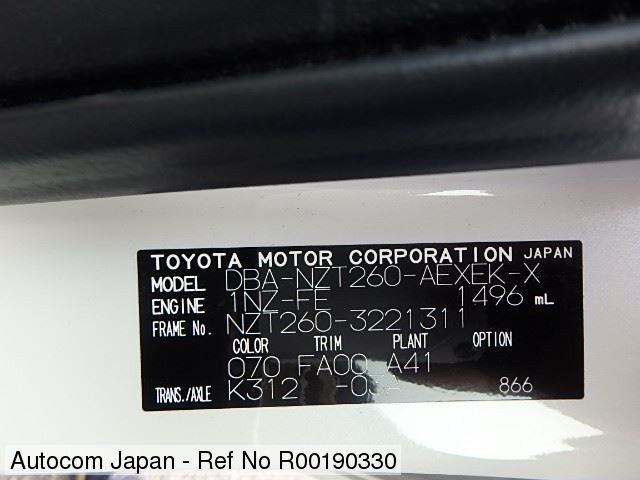 TOYOTA MOTOR CORPORATION JAPAN
MODEL DBA-NZT260-AEXEK-X
ENGINE 1NZ-FE 1496 mL
FRAME No. NZT260-3221311
COLOR TRIM PLANT OPTION
070 FA00 A41
TRANS./AXLE K312 866
Autocom Japan - Ref No R00190330